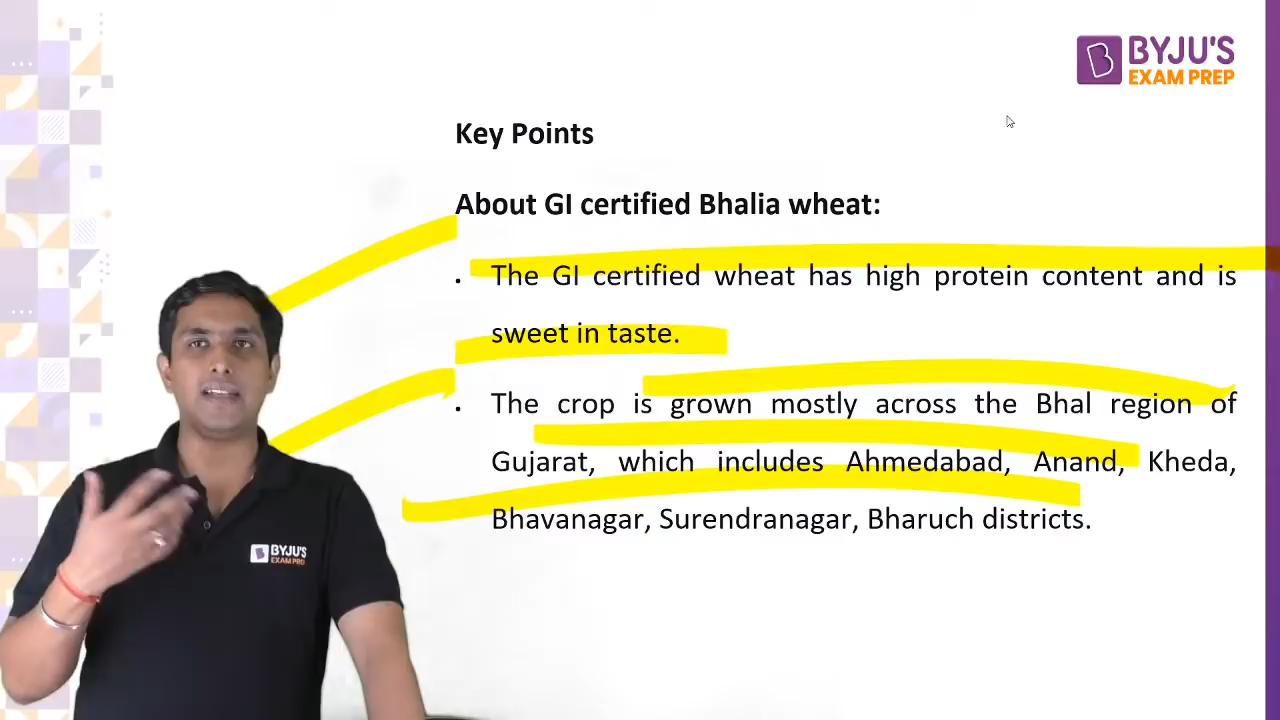 BYJU'S
EXAM PREP
Key Points
About GI certified Bhalia wheat:
• The GI certified wheat has high protein content and is
sweet in taste.
• The crop is grown mostly across the Bhal region of
Gujarat, which includes Ahmedabad, Anand, Kheda,
Bhavanagar, Surendranagar, Bharuch districts.
BYJU'S
EXAM PREP